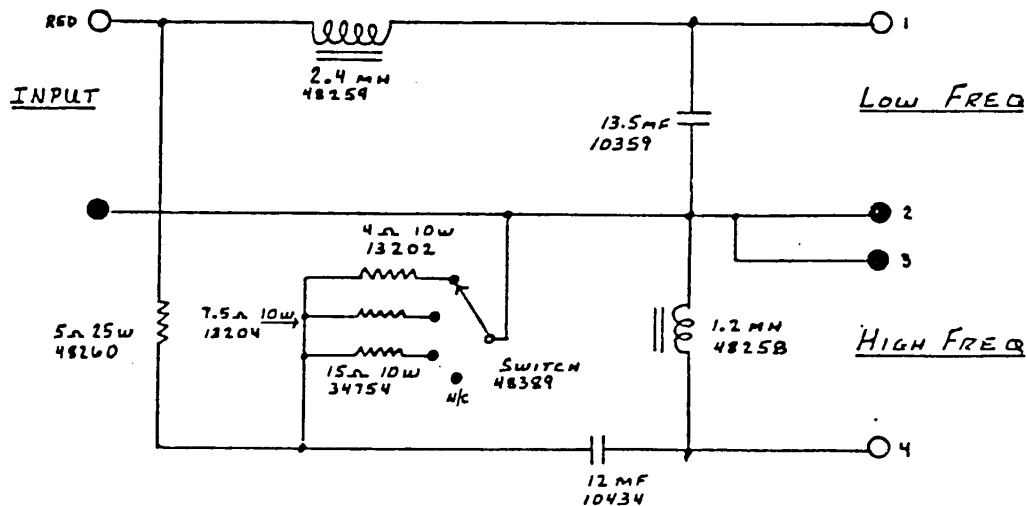 RED
1
2.4 MH
48259
INPUT
LOW FREQ
13.5 MF
10359
2
4Ω 10W
13202
3
7.5Ω 10W
13204
5Ω 25W
48260
1.2 MH
48258
HIGH FREQ
SWITCH
48389
15Ω 10W
34754
N/C
4
12 MF
10434